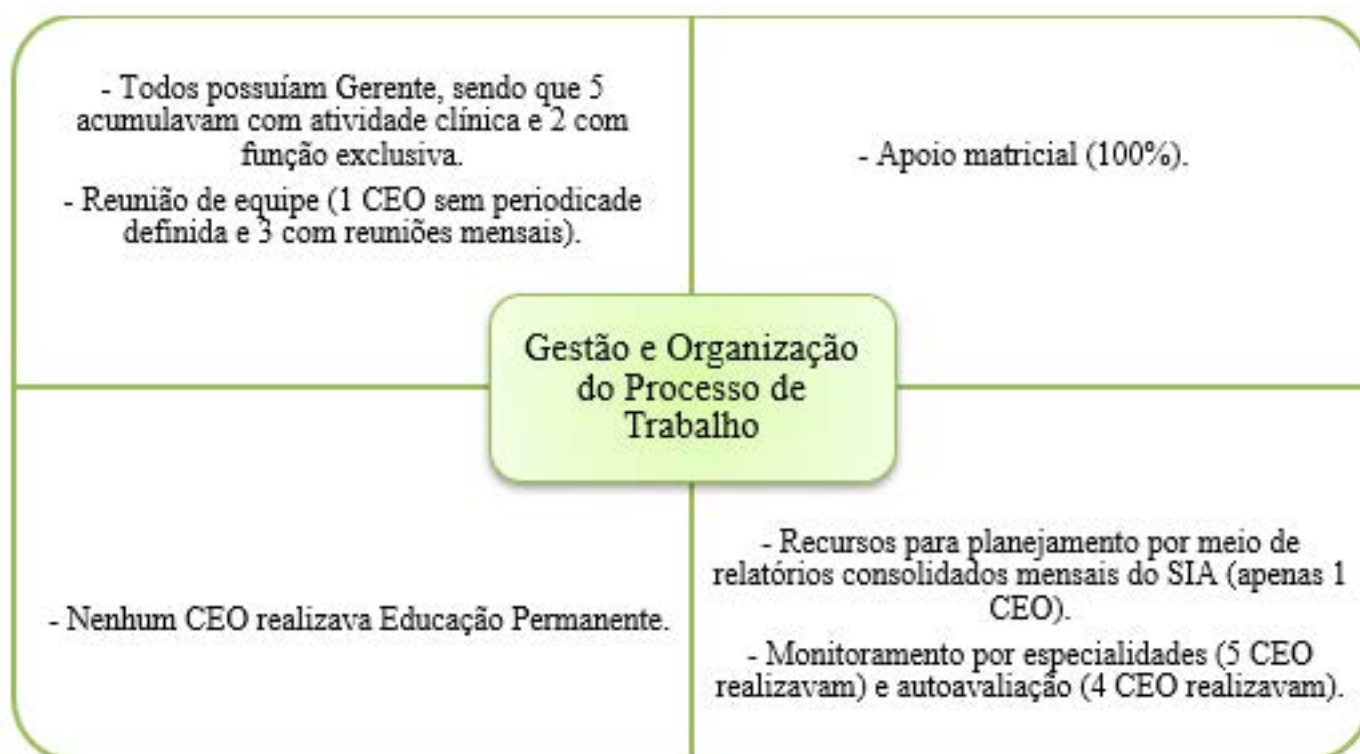 - Todos possuíam Gerente, sendo que 5
acumulavam com atividade clínica e 2 com
função exclusiva.
- Reunião de equipe (1 CEO sem periodicade
definida e 3 com reuniões mensais).
- Apoio matricial (100%).
Gestão e Organização
do Processo de
Trabalho
- Nenhum CEO realizava Educação Permanente.
- Recursos para planejamento por meio de
relatórios consolidados mensais do SIA (apenas 1
CEO).
- Monitoramento por especialidades (5 CEO
realizavam) e autoavaliação (4 CEO realizavam).